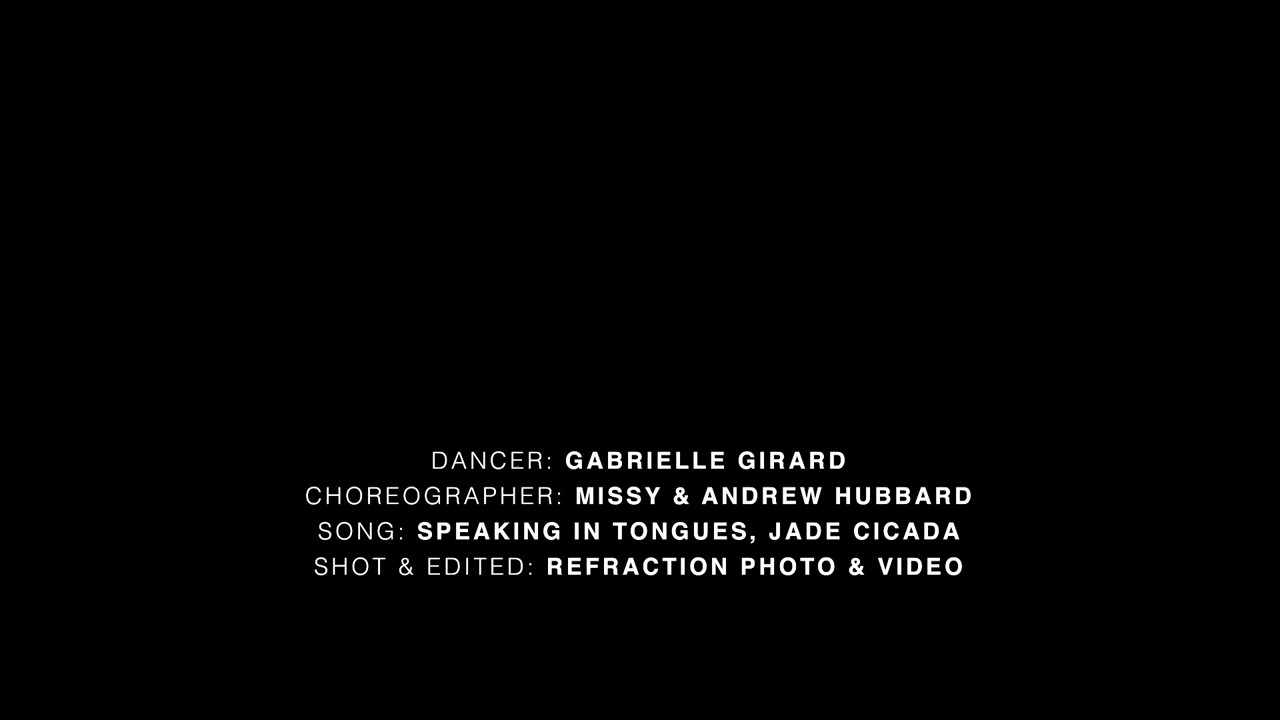 DANCER: GABRIELLE GIRARD
CHOREOGRAPHER: MISSY & ANDREW HUBBARD
SONG: SPEAKING IN TONGUES, JADE CICADA
SHOT & EDITED: REFRACTION PHOTO & VIDEO